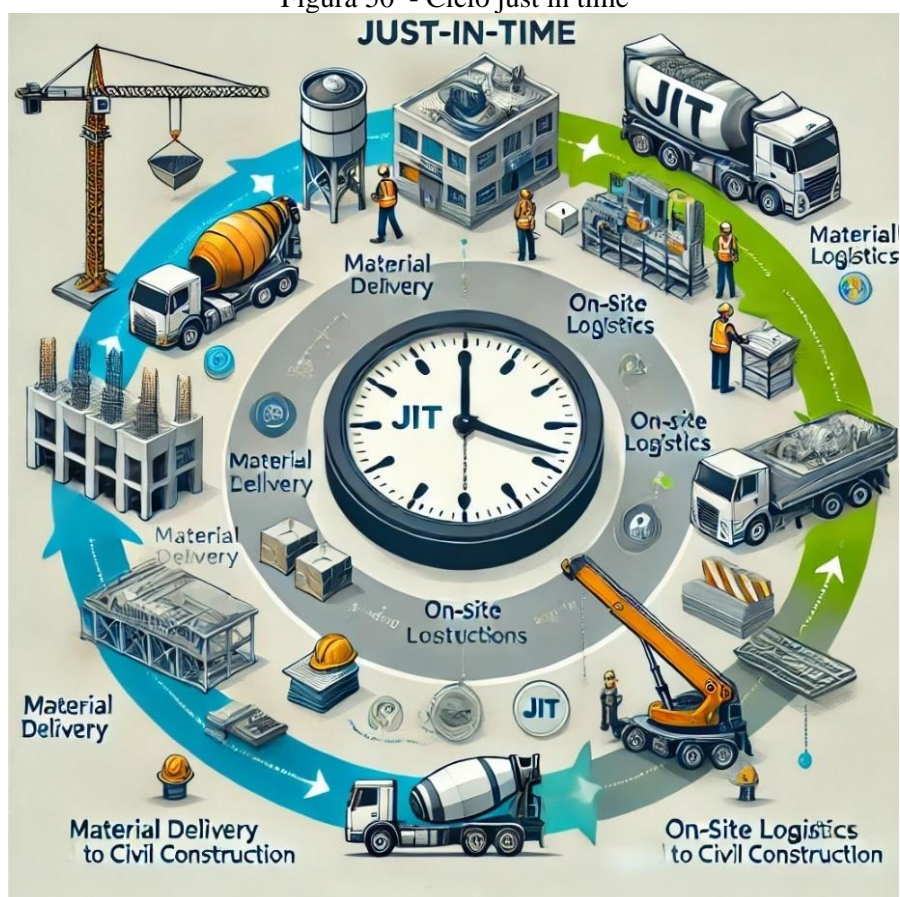 Figura 30 - Ciclo just in time
JUST-IN-TIME
JIT
Material
Logistics
Material
Delivery
On-Site
Logistics
JIT
On-site
Logistics
Material
Delivery
Material
Delivery
On-Site
Lostuctions
JIT
Material
Delivery
Material Delivery
to Civil Construction
On-Site Logistics
to Civil Construction